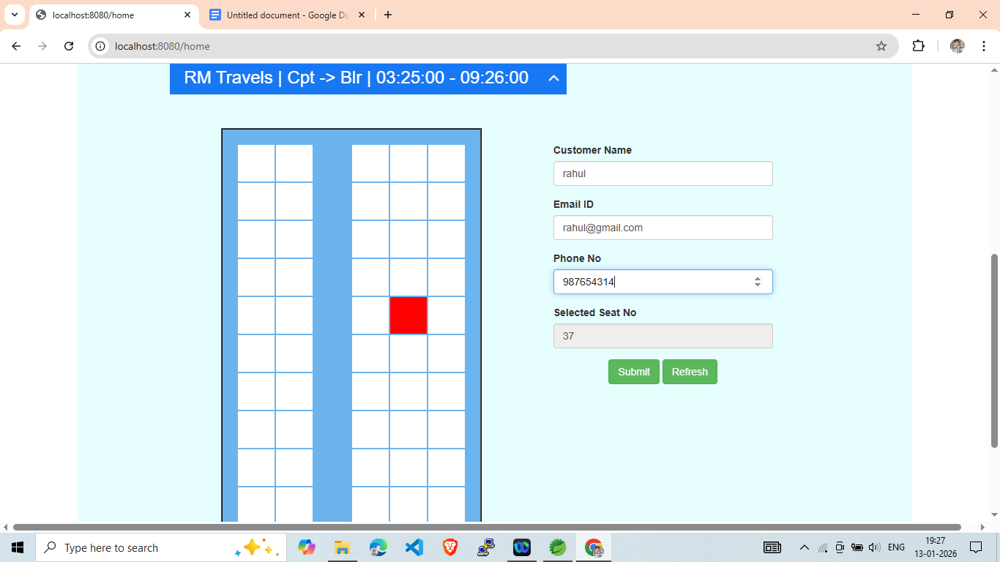 localhost:8080/home
Untitled document - Google Do
localhost:8080/home
RM Travels | Cpt -> Blr | 03:25:00 - 09:26:00
Customer Name
rahul
Email ID
rahul@gmail.com
Phone No
987654314
Selected Seat No
37
Submit Refresh
Type here to search
ENG
19:27
13-01-2026